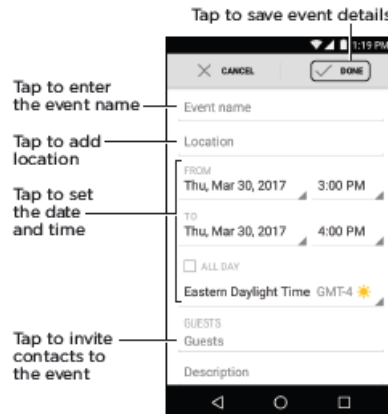 Tap to save event details
1:19 PM
CANCEL
DONE
Tap to enter
the event name
Event name
Tap to add
location
Location
Tap to set
the date
and time
FROM
Thu, Mar 30, 2017 3:00 PM
TO
Thu, Mar 30, 2017 4:00 PM
ALL DAY
Eastern Daylight Time GMT-4
Tap to invite
contacts to
the event
GUESTS
Guests
Description